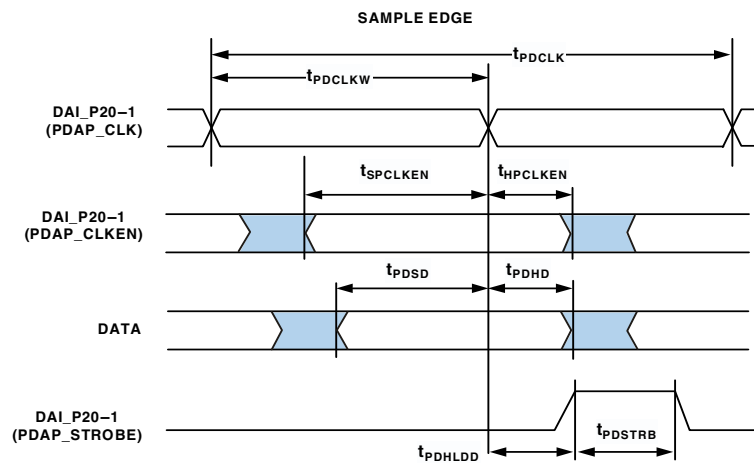 SAMPLE EDGE
tPDCLK
tPDCLKW
DAI_P20–1
(PDAP_CLK)
tSPCLKEN
tHPCLKEN
DAI_P20–1
(PDAP_CLKEN)
tPDSD
tPDHD
DATA
DAI_P20–1
(PDAP_STROBE)
tPDHLDD
tPDSTRB